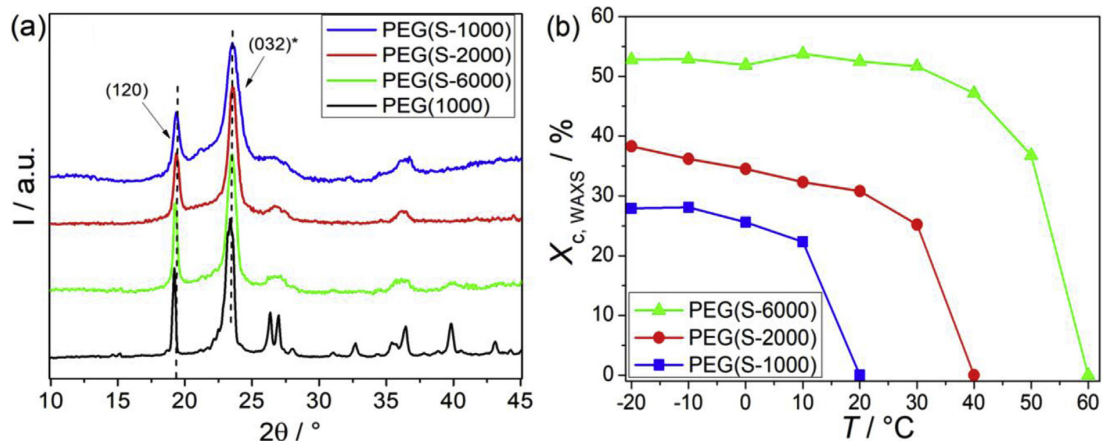 (a)
(120)
(032)*
PEG(S-1000)
PEG(S-2000)
PEG(S-6000)
PEG(1000)
I / a.u.
10 15 20 25 30 35 40 45
2θ / °
(b)
60
50
40
30
20
10
0
Xc, WAXS / %
PEG(S-6000)
PEG(S-2000)
PEG(S-1000)
-20 -10 0 10 20 30 40 50 60
T / °C